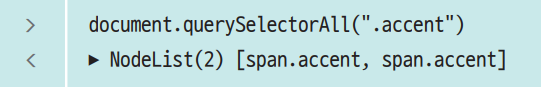 > document.querySelectorAll(".accent")
< ▶ NodeList(2) [span.accent, span.accent]